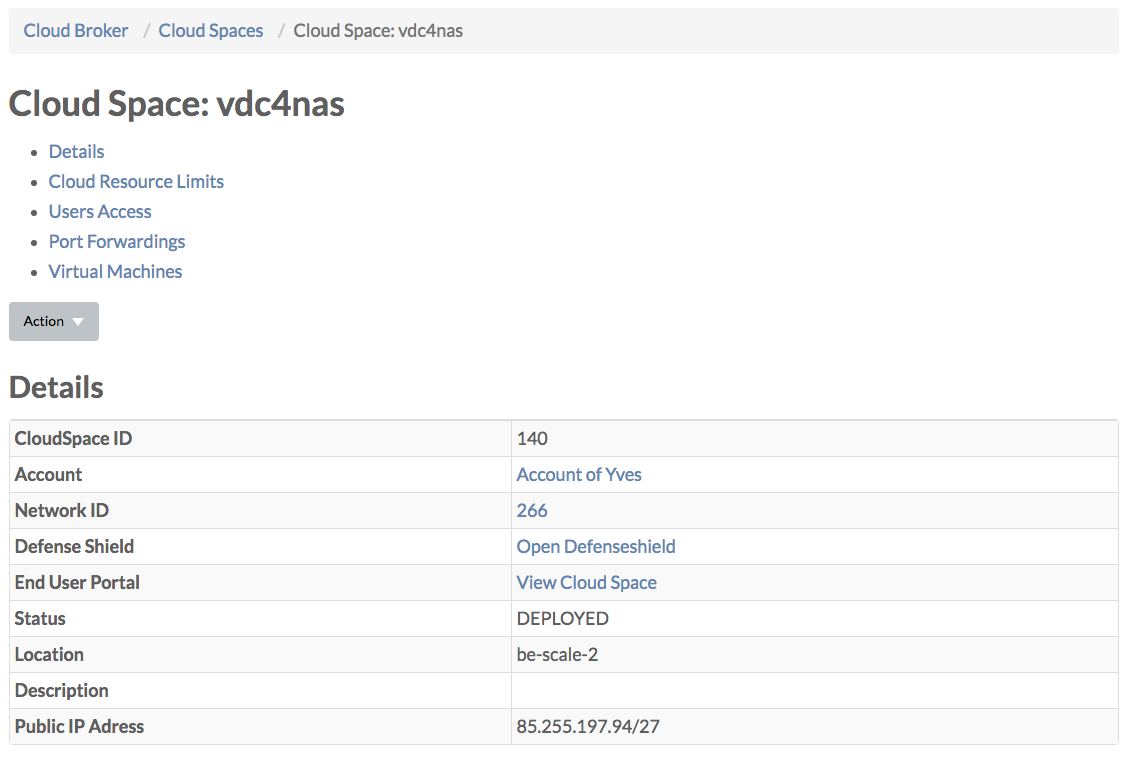 Cloud Broker / Cloud Spaces / Cloud Space: vdc4nas
Cloud Space: vdc4nas
Details
Cloud Resource Limits
Users Access
Port Forwardings
Virtual Machines
Action
Details
CloudSpace ID 140
Account Account of Yves
Network ID 266
Defense Shield Open Defenseshield
End User Portal View Cloud Space
Status DEPLOYED
Location be-scale-2
Description
Public IP Adress 85.255.197.94/27